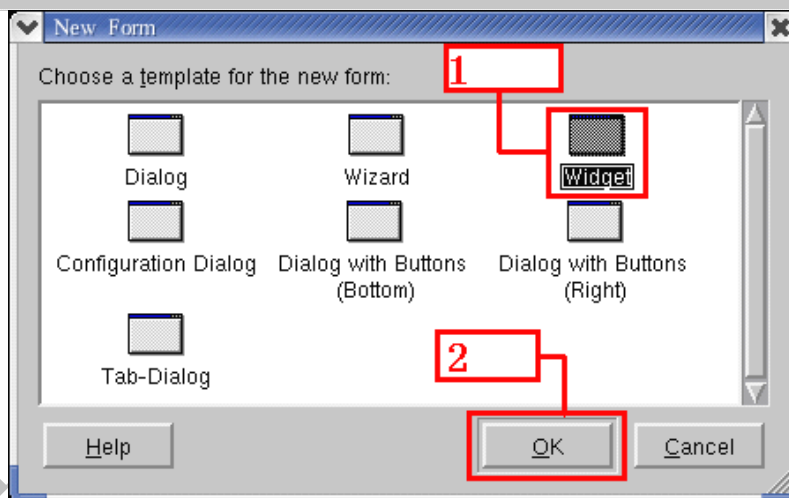 New Form
Choose a template for the new form:
1
Dialog
Wizard
Widget
Configuration Dialog
Dialog with Buttons
(Bottom)
Dialog with Buttons
(Right)
2
Tab-Dialog
Help
OK
Cancel